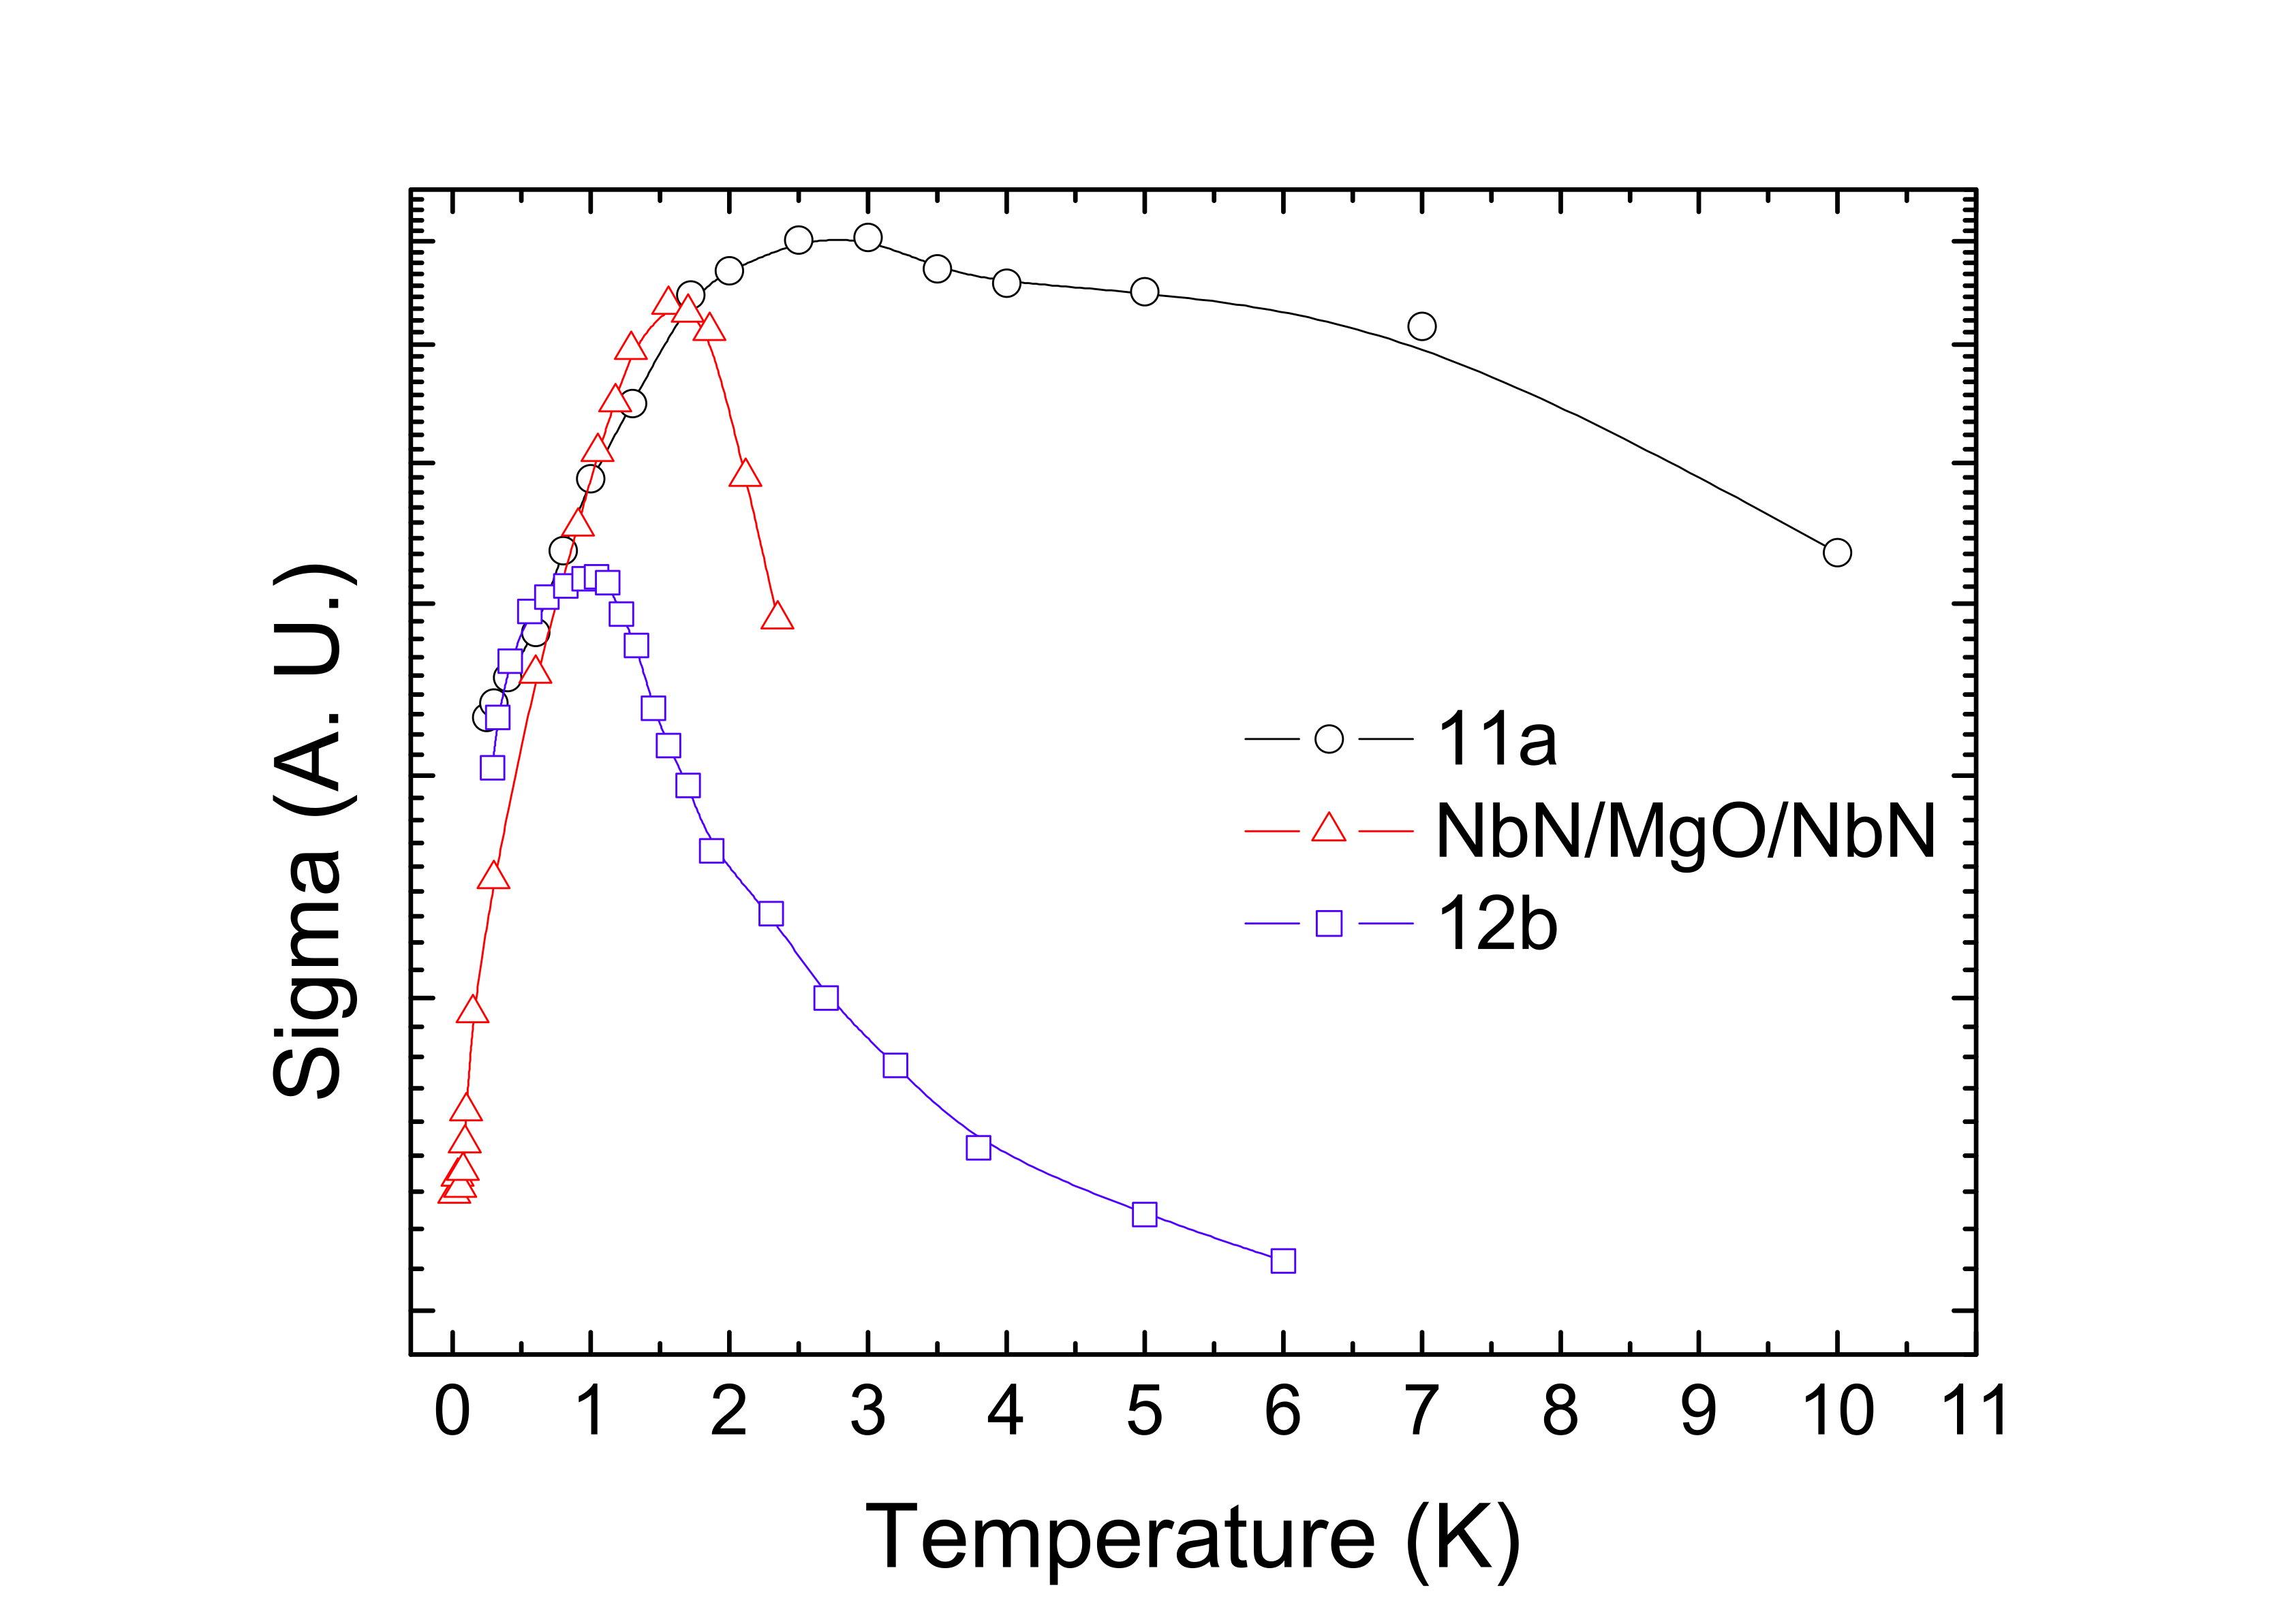 Sigma (A. U.)
11a
NbN/MgO/NbN
12b
0 1 2 3 4 5 6 7 8 9 10 11
Temperature (K)